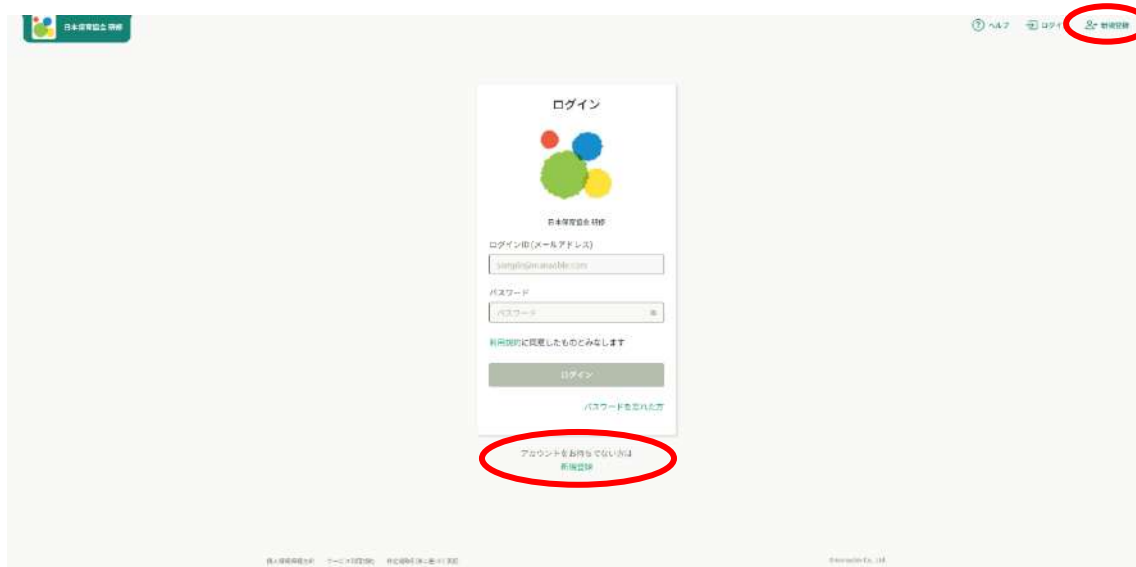 日本保育協会 研修
ヘルプ
ログイン
新規登録
ログイン
日本保育協会 研修
ログインID(メールアドレス)
パスワード
パスワード
利用規約に同意したものとみなします
ログイン
パスワードを忘れた方
アカウントをお持ちでない方は
新規登録